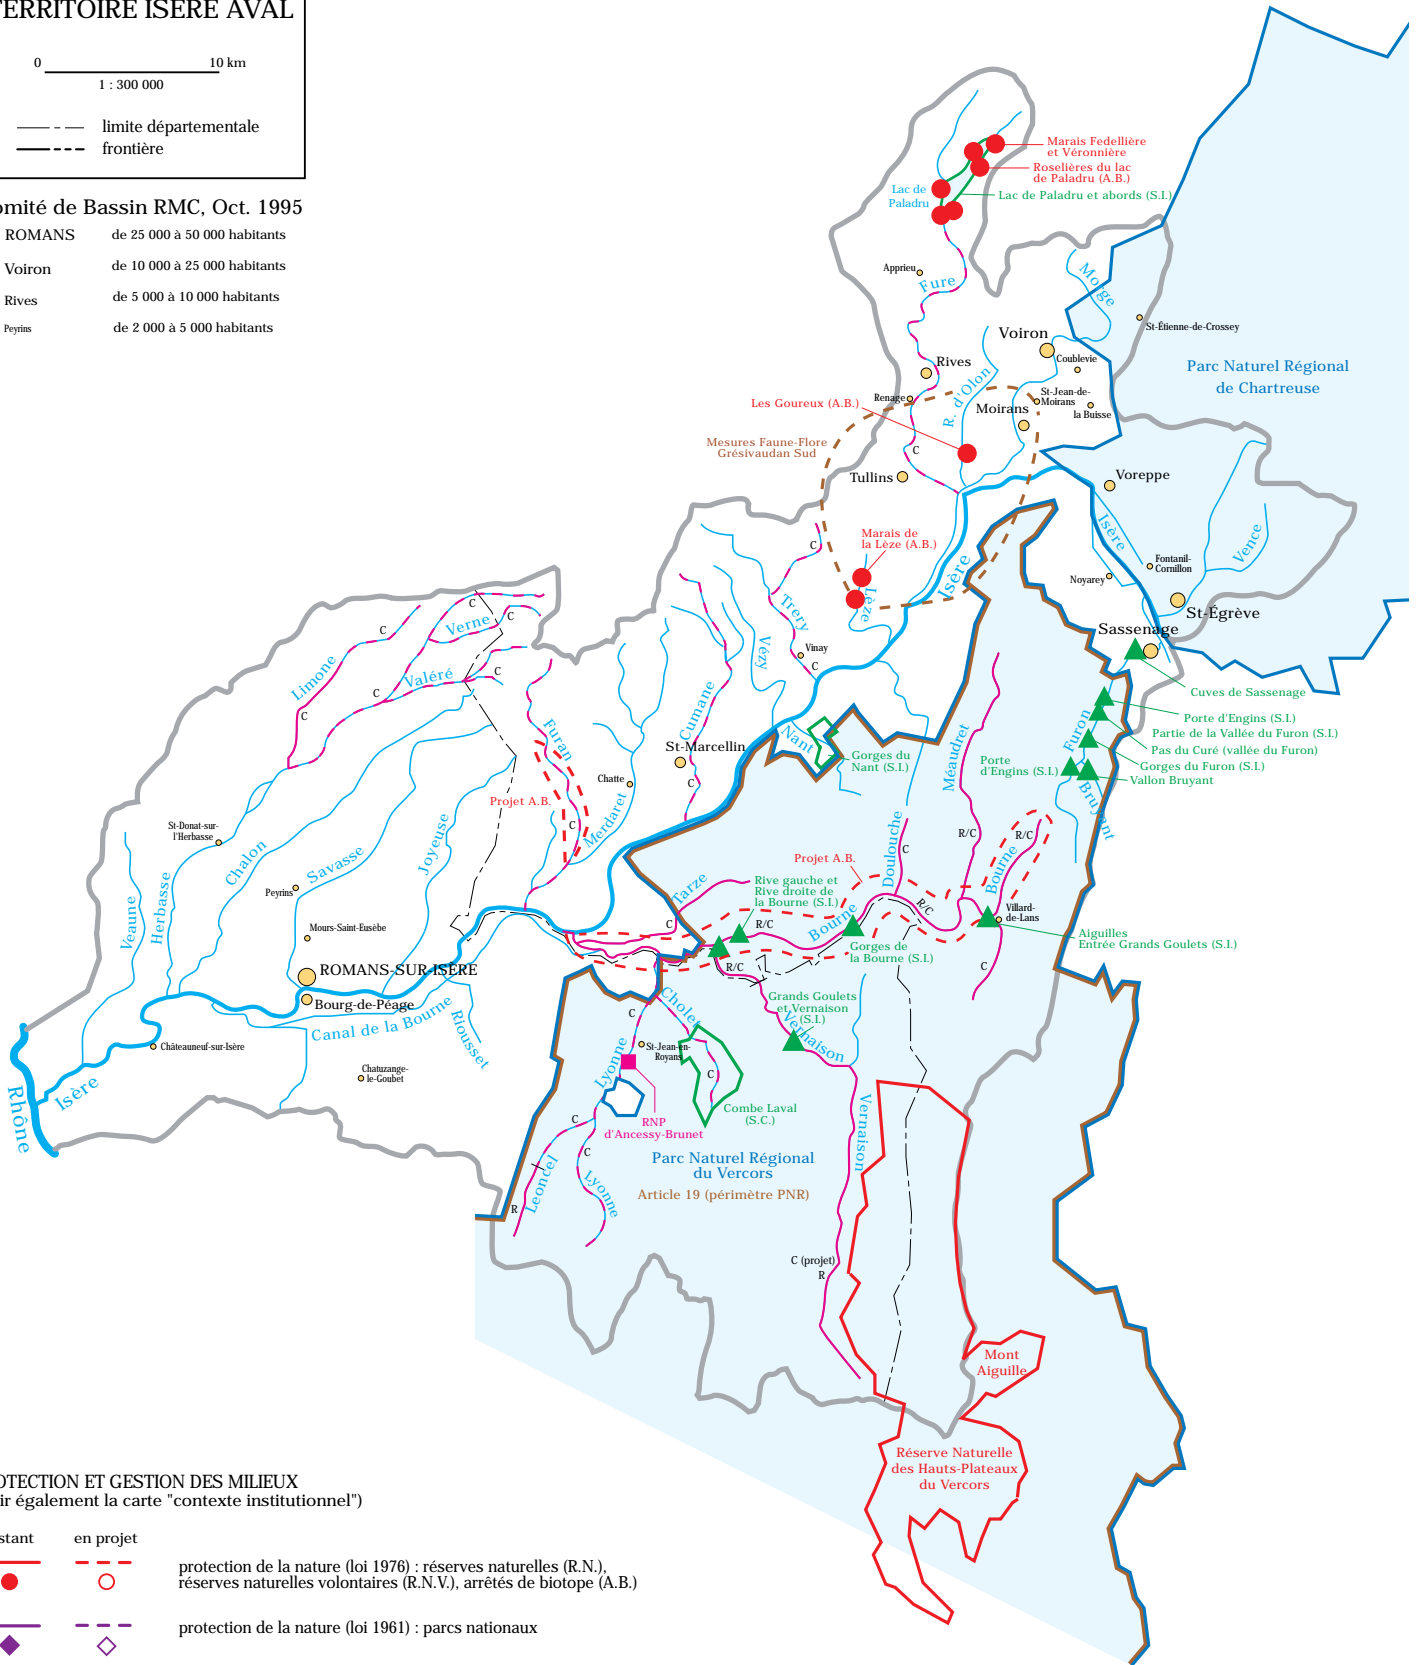 TERRITOIRE ISERE AVAL
0 10 km
1 : 300 000
limite départementale
frontière
omité de Bassin RMC, Oct. 1995
ROMANS de 25 000 à 50 000 habitants
Voiron de 10 000 à 25 000 habitants
Rives de 5 000 à 10 000 habitants
Peyrins de 2 000 à 5 000 habitants
Marais Fedellière
et Véronnière
Roselières du lac
de Paladru (A.B.)
Lac de Paladru et abords (S.I.)
Lac de
Paladru
Apprieu
Fure
Morge
St-Étienne-de-Crossey
Voiron
Coublevie
Rives
Parc Naturel Régional
de Chartreuse
Renage
R. d'Olon
Les Goureux (A.B.)
Moirans
St-Jean-de-
Moirans
la Buisse
Mesures Faune-Flore
Grésivaudan Sud
C
Tullins
Voreppe
Isère
Vence
Marais de
la Lèze (A.B.)
C
Isère
Fontanil-
Cornillon
Noyarey
Lèze
St-Égrève
Sassenage
Trery
Vinay
C
Vézy
Cuves de Sassenage
Porte d'Engins (S.I.)
Partie de la Vallée du Furon (S.I.)
Pas du Curé (vallée du Furon)
Gorges du Furon (S.I.)
Vallon Bruyant
Furon
Bruyant
Porte
d'Engins (S.I.)
C
Verne
C
C
Limone
Valéré
C
C
C
Furan
Cumane
St-Marcellin
Nant
Gorges du
Nant (S.I.)
Méaudret
Chatte
C
Projet A.B.
C
Merdaret
St-Donat-sur-
l'Herbasse
Chalon
Savasse
Joyeuse
Peyrins
Veaune
Herbasse
Mours-Saint-Eusèbe
ROMANS-SUR-ISÈRE
Bourg-de-Péage
Canal de la Bourne
Riousset
Châteauneuf-sur-Isère
Chatuzange-
le-Goubet
Isère
Rhône
R/C
R/C
Doulouche
C
Bourne
Projet A.B.
Tarze
C
Rive gauche et
Rive droite de
la Bourne (S.I.)
R/C
Bourne
R/C
Villard-
de-Lans
Aiguilles
Entrée Grands Goulets (S.I.)
Gorges de
la Bourne (S.I.)
R/C
C
Grands Goulets
et Vernaison
(S.I.)
Vernaison
Cholet
C
St-Jean-en-
Royans
Lyonne
C
Combe Laval
(S.C.)
RNP
d'Ancessy-Brunet
C
C
Leoncel
Lyonne
R
Parc Naturel Régional
du Vercors
Article 19 (périmètre PNR)
Vernaison
C (projet)
R
Mont
Aiguille
Réserve Naturelle
des Hauts-Plateaux
du Vercors
OTECTION ET GESTION DES MILIEUX
ir également la carte "contexte institutionnel")
stant en projet
protection de la nature (loi 1976) : réserves naturelles (R.N.),
réserves naturelles volontaires (R.N.V.), arrêtés de biotope (A.B.)
protection de la nature (loi 1961) : parcs nationaux